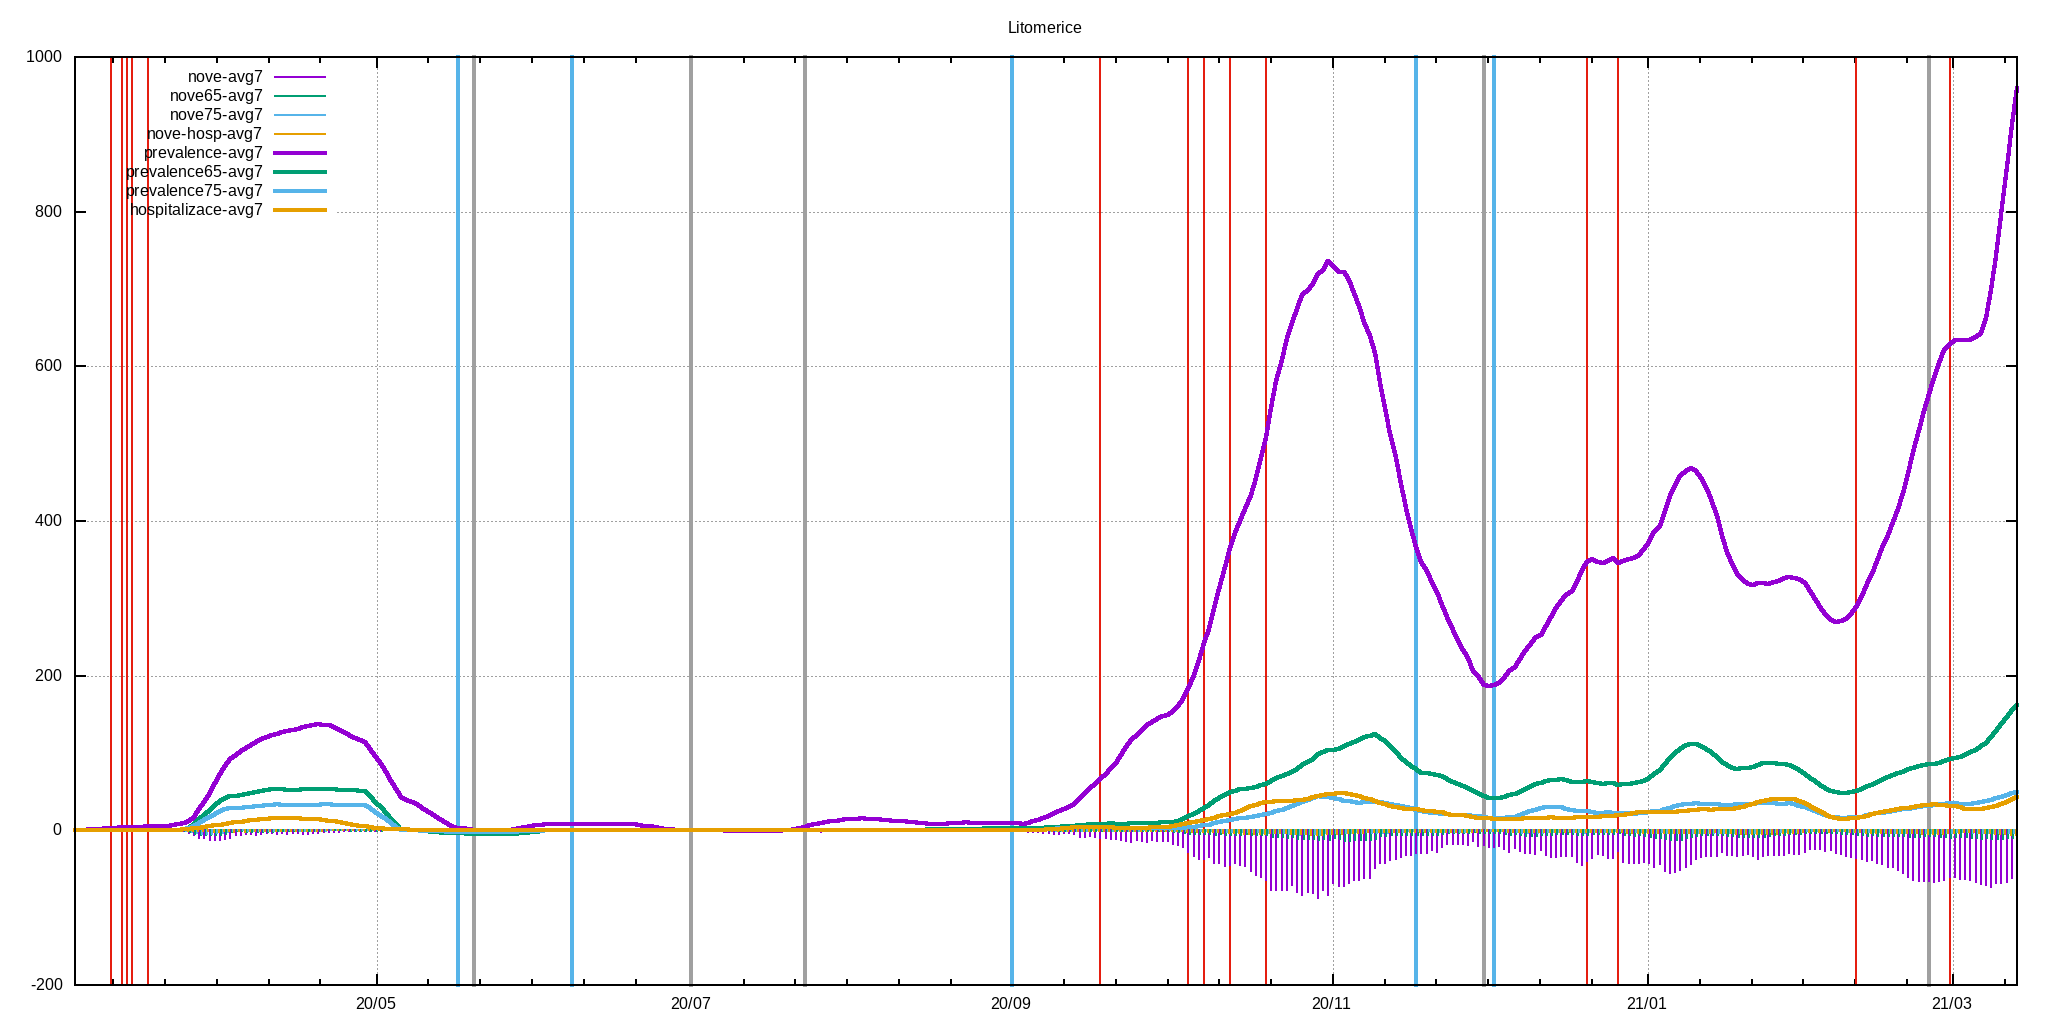 Litomerice
1000
800
600
400
200
0
-200
nove-avg7
nove65-avg7
nove75-avg7
nove-hosp-avg7
prevalence-avg7
prevalence65-avg7
prevalence75-avg7
hospitalizace-avg7
20/05 20/07 20/09 20/11 21/01 21/03